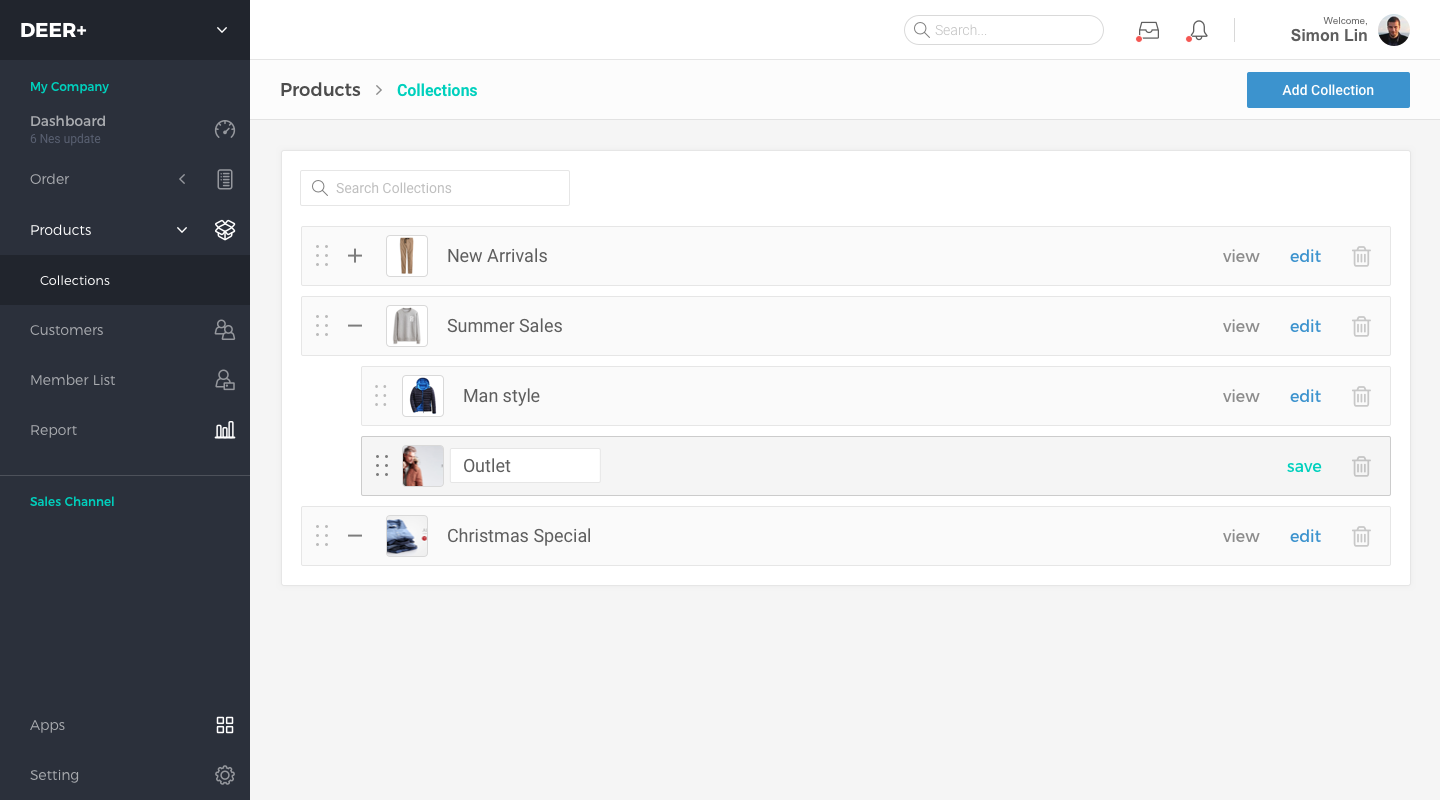 DEER+
Search...
Welcome,
Simon Lin
My Company
Dashboard
6 Nes update
Order
Products
Collections
Customers
Member List
Report
Sales Channel
Apps
Setting
Products > Collections
Add Collection
Search Collections
New Arrivals view edit
Summer Sales view edit
Man style view edit
Outlet save
Christmas Special view edit